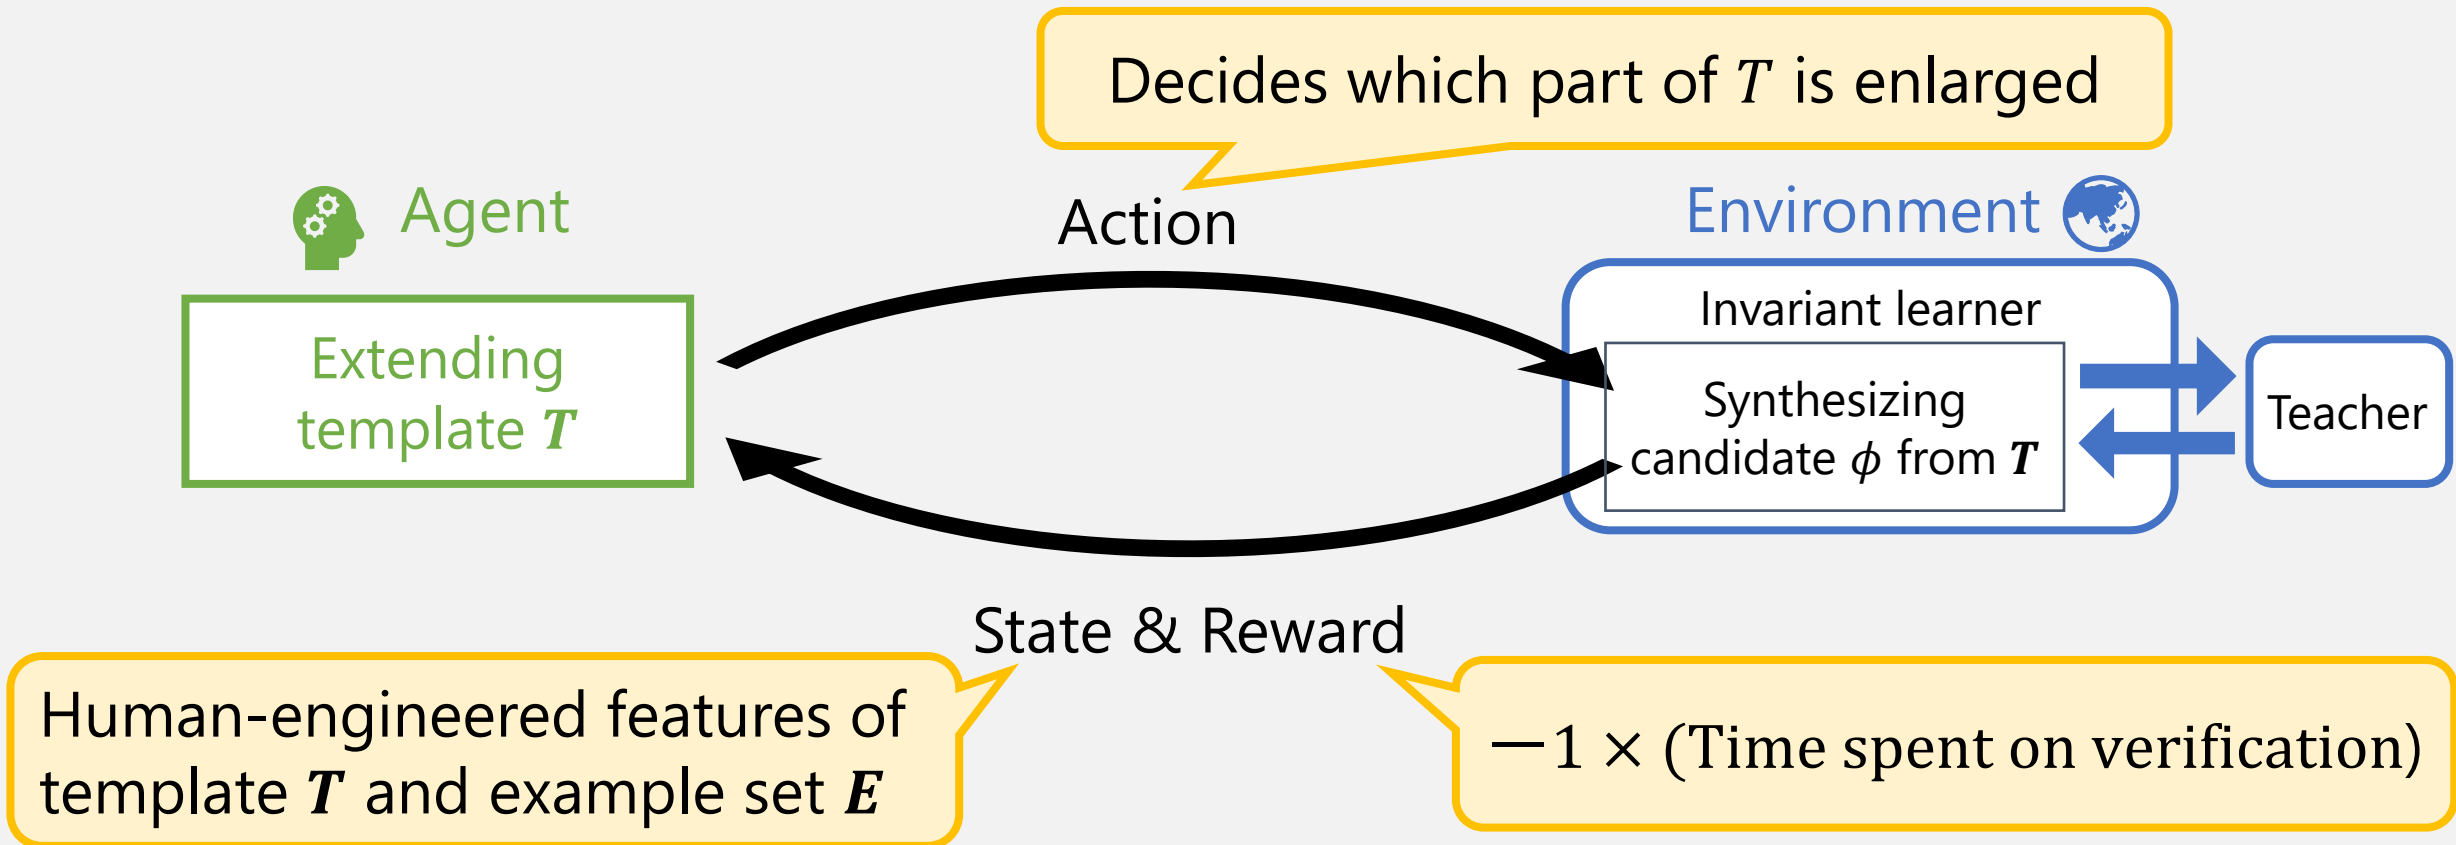 Decides which part of T is enlarged
Agent
Action
Environment
Extending
template T
Invariant learner
Synthesizing
candidate ϕ from T
Teacher
State & Reward
Human-engineered features of
template T and example set E
−1 × (Time spent on verification)